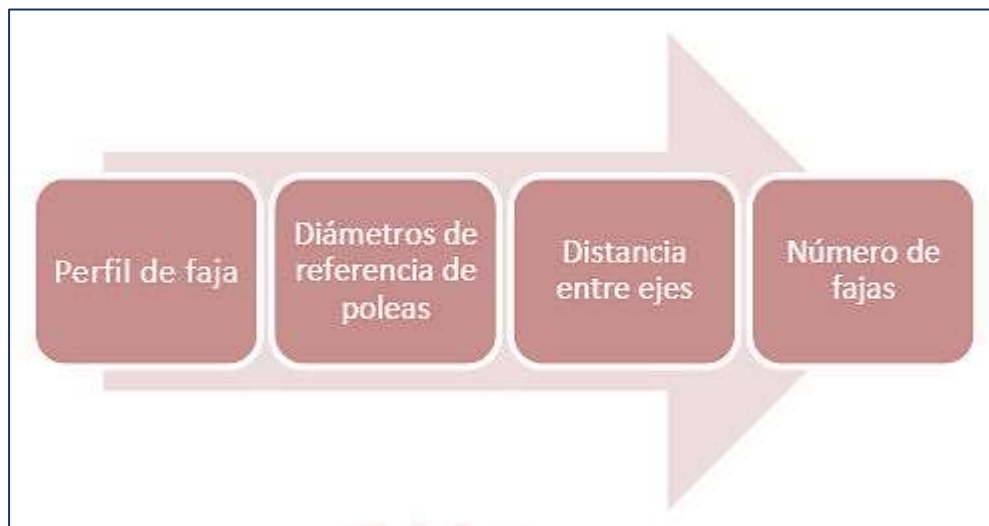 Perfil de faja
Diámetros de
referencia de
poleas
Distancia
entre ejes
Número de
fajas